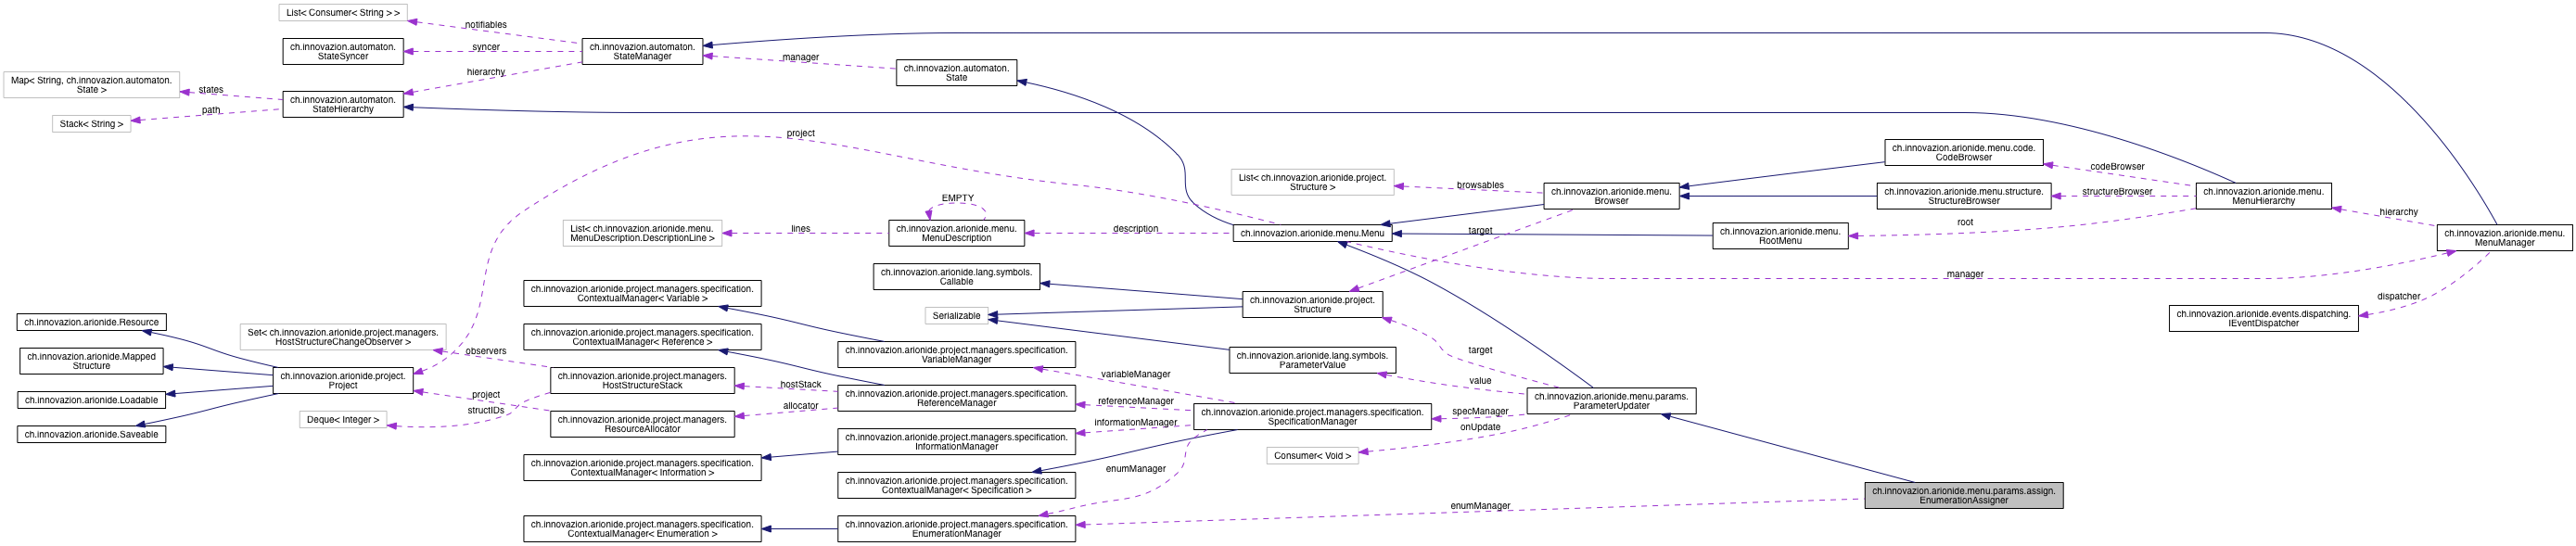 List< Consumer< String > >
notifiables
ch.innovazion.automaton.
StateSyncer
syncer
ch.innovazion.automaton.
StateManager
manager
ch.innovazion.automaton.
State
hierarchy
Map< String, ch.innovazion.automaton.
State >
states
ch.innovazion.automaton.
StateHierarchy
path
Stack< String >
project
ch.innovazion.arionide.menu.code.
CodeBrowser
codeBrowser
List< ch.innovazion.arionide.project.
Structure >
browsables
ch.innovazion.arionide.menu.
Browser
ch.innovazion.arionide.menu.structure.
StructureBrowser
structureBrowser
ch.innovazion.arionide.menu.
MenuHierarchy
EMPTY
List< ch.innovazion.arionide.menu.
MenuDescription.DescriptionLine >
lines
ch.innovazion.arionide.menu.
MenuDescription
description
ch.innovazion.arionide.menu.Menu
target
ch.innovazion.arionide.menu.
RootMenu
root
hierarchy
ch.innovazion.arionide.menu.
MenuManager
ch.innovazion.arionide.lang.symbols.
Callable
manager
ch.innovazion.arionide.project.managers.specification.
ContextualManager< Variable >
Serializable
ch.innovazion.arionide.project.
Structure
dispatcher
ch.innovazion.arionide.events.dispatching.
IEventDispatcher
ch.innovazion.arionide.Resource
Set< ch.innovazion.arionide.project.managers.
HostStructureChangeObserver >
observers
ch.innovazion.arionide.project.managers.specification.
ContextualManager< Reference >
ch.innovazion.arionide.project.managers.specification.
VariableManager
ch.innovazion.arionide.lang.symbols.
ParameterValue
target
ch.innovazion.arionide.Mapped
Structure
ch.innovazion.arionide.project.
Project
ch.innovazion.arionide.project.managers.
HostStructureStack
hostStack
variableManager
value
ch.innovazion.arionide.Loadable
project
structIDs
allocator
ch.innovazion.arionide.project.managers.specification.
ReferenceManager
referenceManager
ch.innovazion.arionide.menu.params.
ParameterUpdater
Deque< Integer >
ch.innovazion.arionide.project.managers.
ResourceAllocator
informationManager
ch.innovazion.arionide.project.managers.specification.
SpecificationManager
specManager
onUpdate
ch.innovazion.arionide.Saveable
ch.innovazion.arionide.project.managers.specification.
InformationManager
Consumer< Void >
ch.innovazion.arionide.project.managers.specification.
ContextualManager< Information >
enumManager
ch.innovazion.arionide.project.managers.specification.
ContextualManager< Specification >
ch.innovazion.arionide.menu.params.assign.
EnumerationAssigner
enumManager
ch.innovazion.arionide.project.managers.specification.
ContextualManager< Enumeration >
ch.innovazion.arionide.project.managers.specification.
EnumerationManager